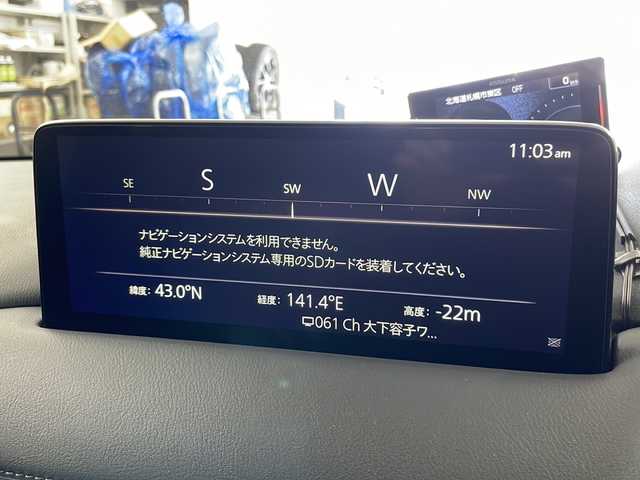 北海道札幌市東区 OFF
0
11:03am
SE S SW W NW
ナビゲーションシステムを利用できません。
純正ナビゲーションシステム専用のSDカードを装着してください。
緯度: 43.0°N 経度: 141.4°E 高度: -22m
061 Ch 大下容子ワ...